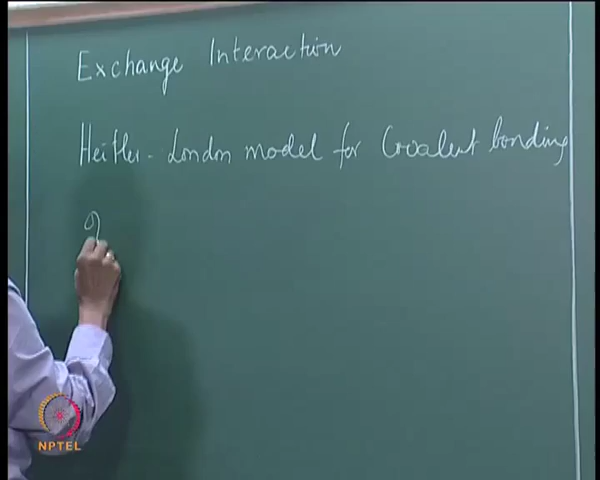 Exchange Interaction
Heitler - London model for Covalent bonding
NPTEL